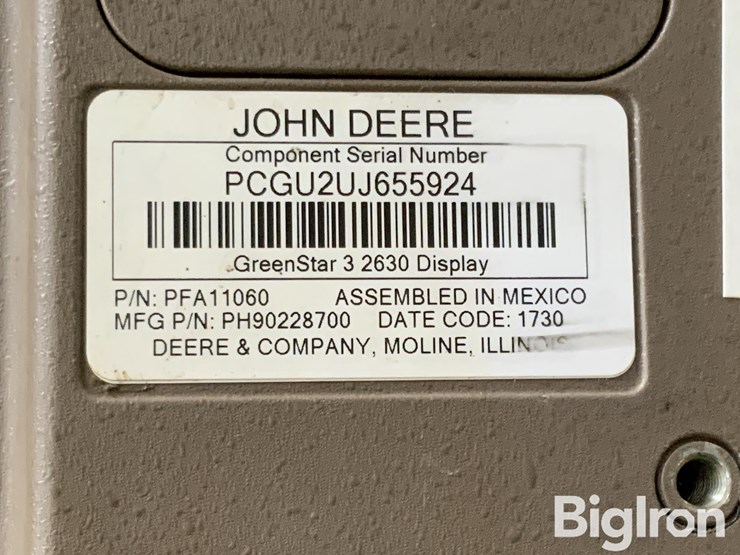 JOHN DEERE
Component Serial Number
PCGU2UJ655924
GreenStar 3 2630 Display
P/N: PFA11060 ASSEMBLED IN MEXICO
MFG P/N: PH90228700 DATE CODE: 1730
DEERE & COMPANY, MOLINE, ILLINOIS
BigIron